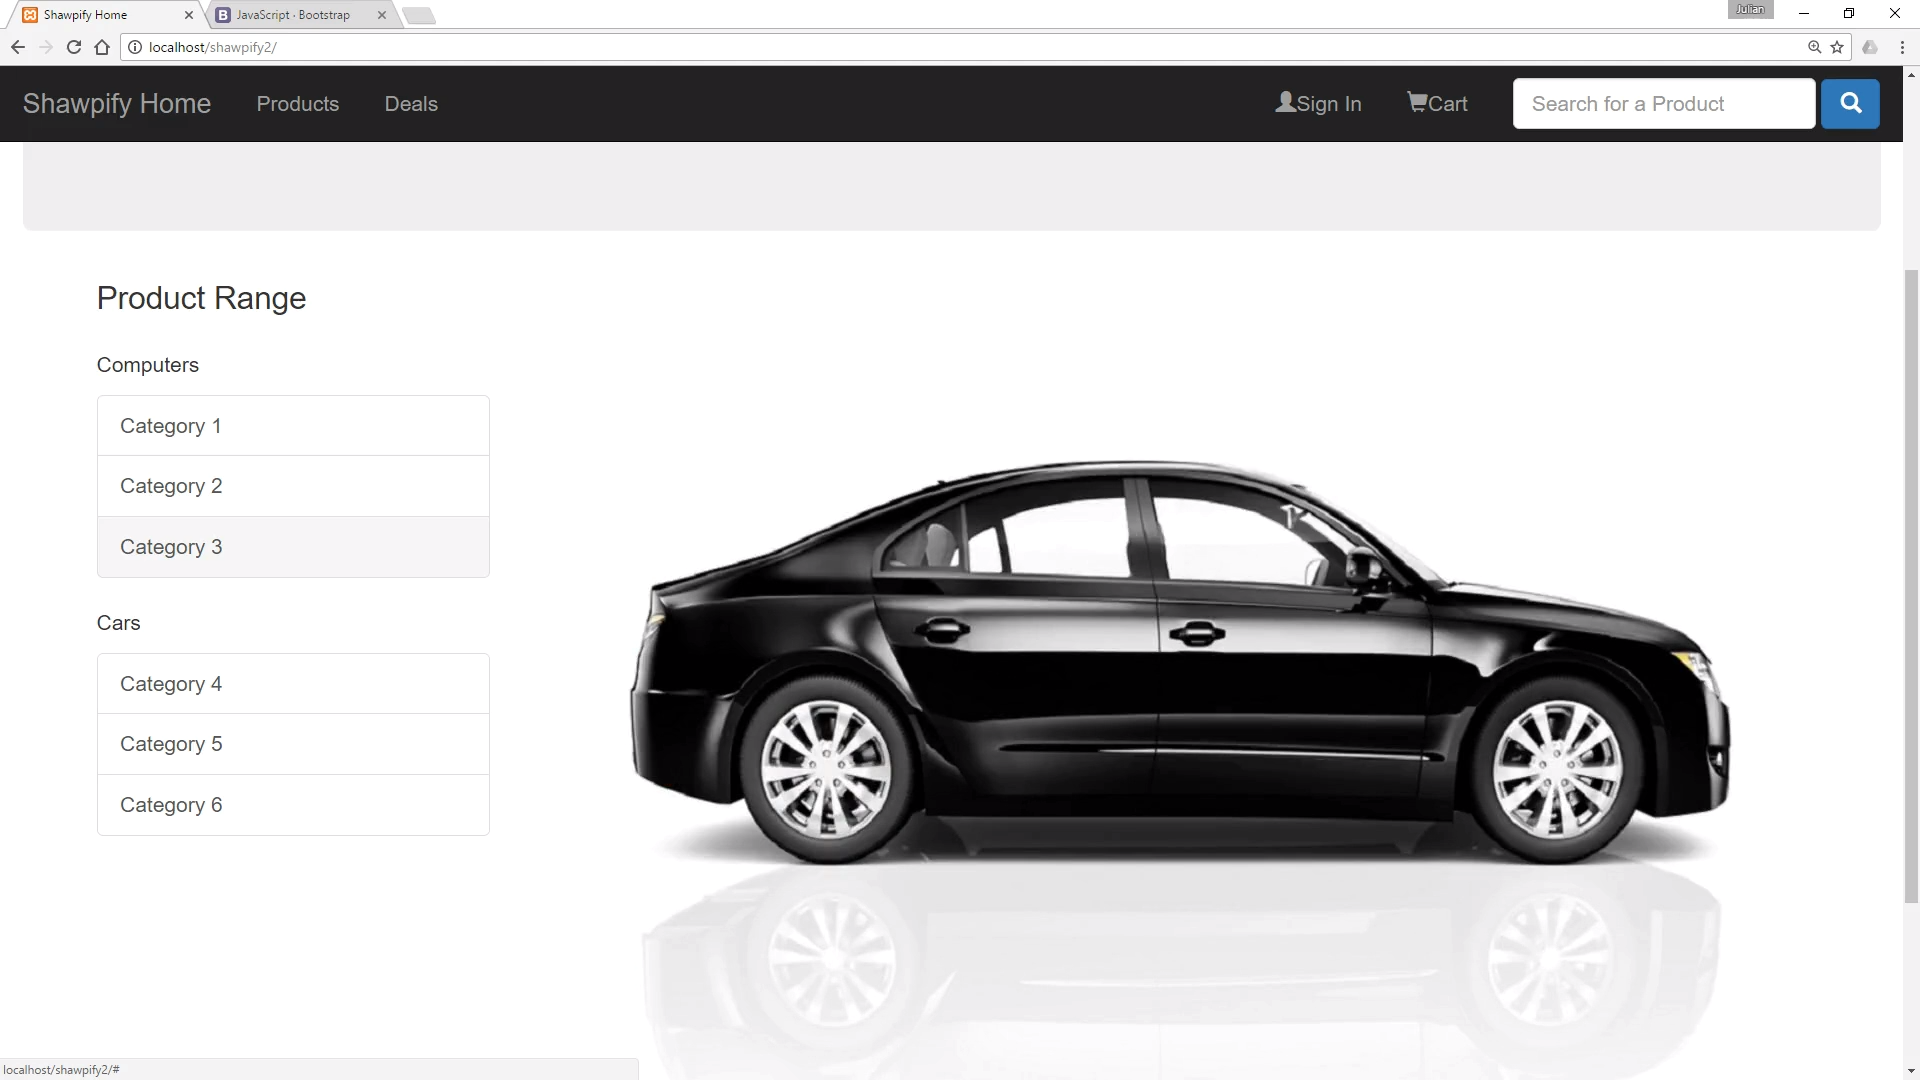 Shawpify Home
JavaScript · Bootstrap
Julian
localhost/shawpify2/
Shawpify Home
Products
Deals
Sign In
Cart
Search for a Product
Product Range
Computers
Category 1
Category 2
Category 3
Cars
Category 4
Category 5
Category 6
localhost/shawpify2/#